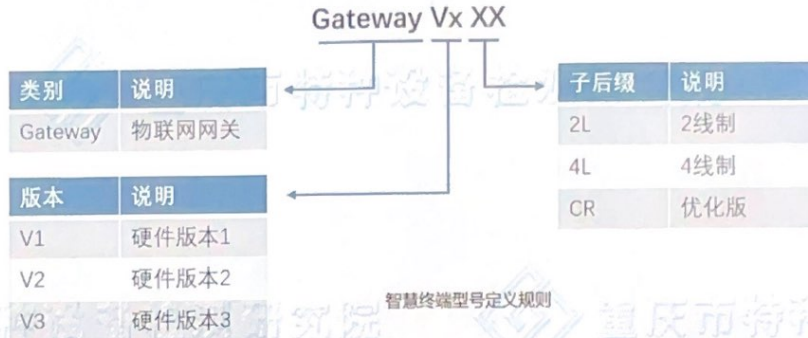 Gateway Vx XX
类别 说明
Gateway 物联网网关
版本 说明
V1 硬件版本1
V2 硬件版本2
V3 硬件版本3
子后缀 说明
2L 2线制
4L 4线制
CR 优化版
智慧终端型号定义规则
重庆市特